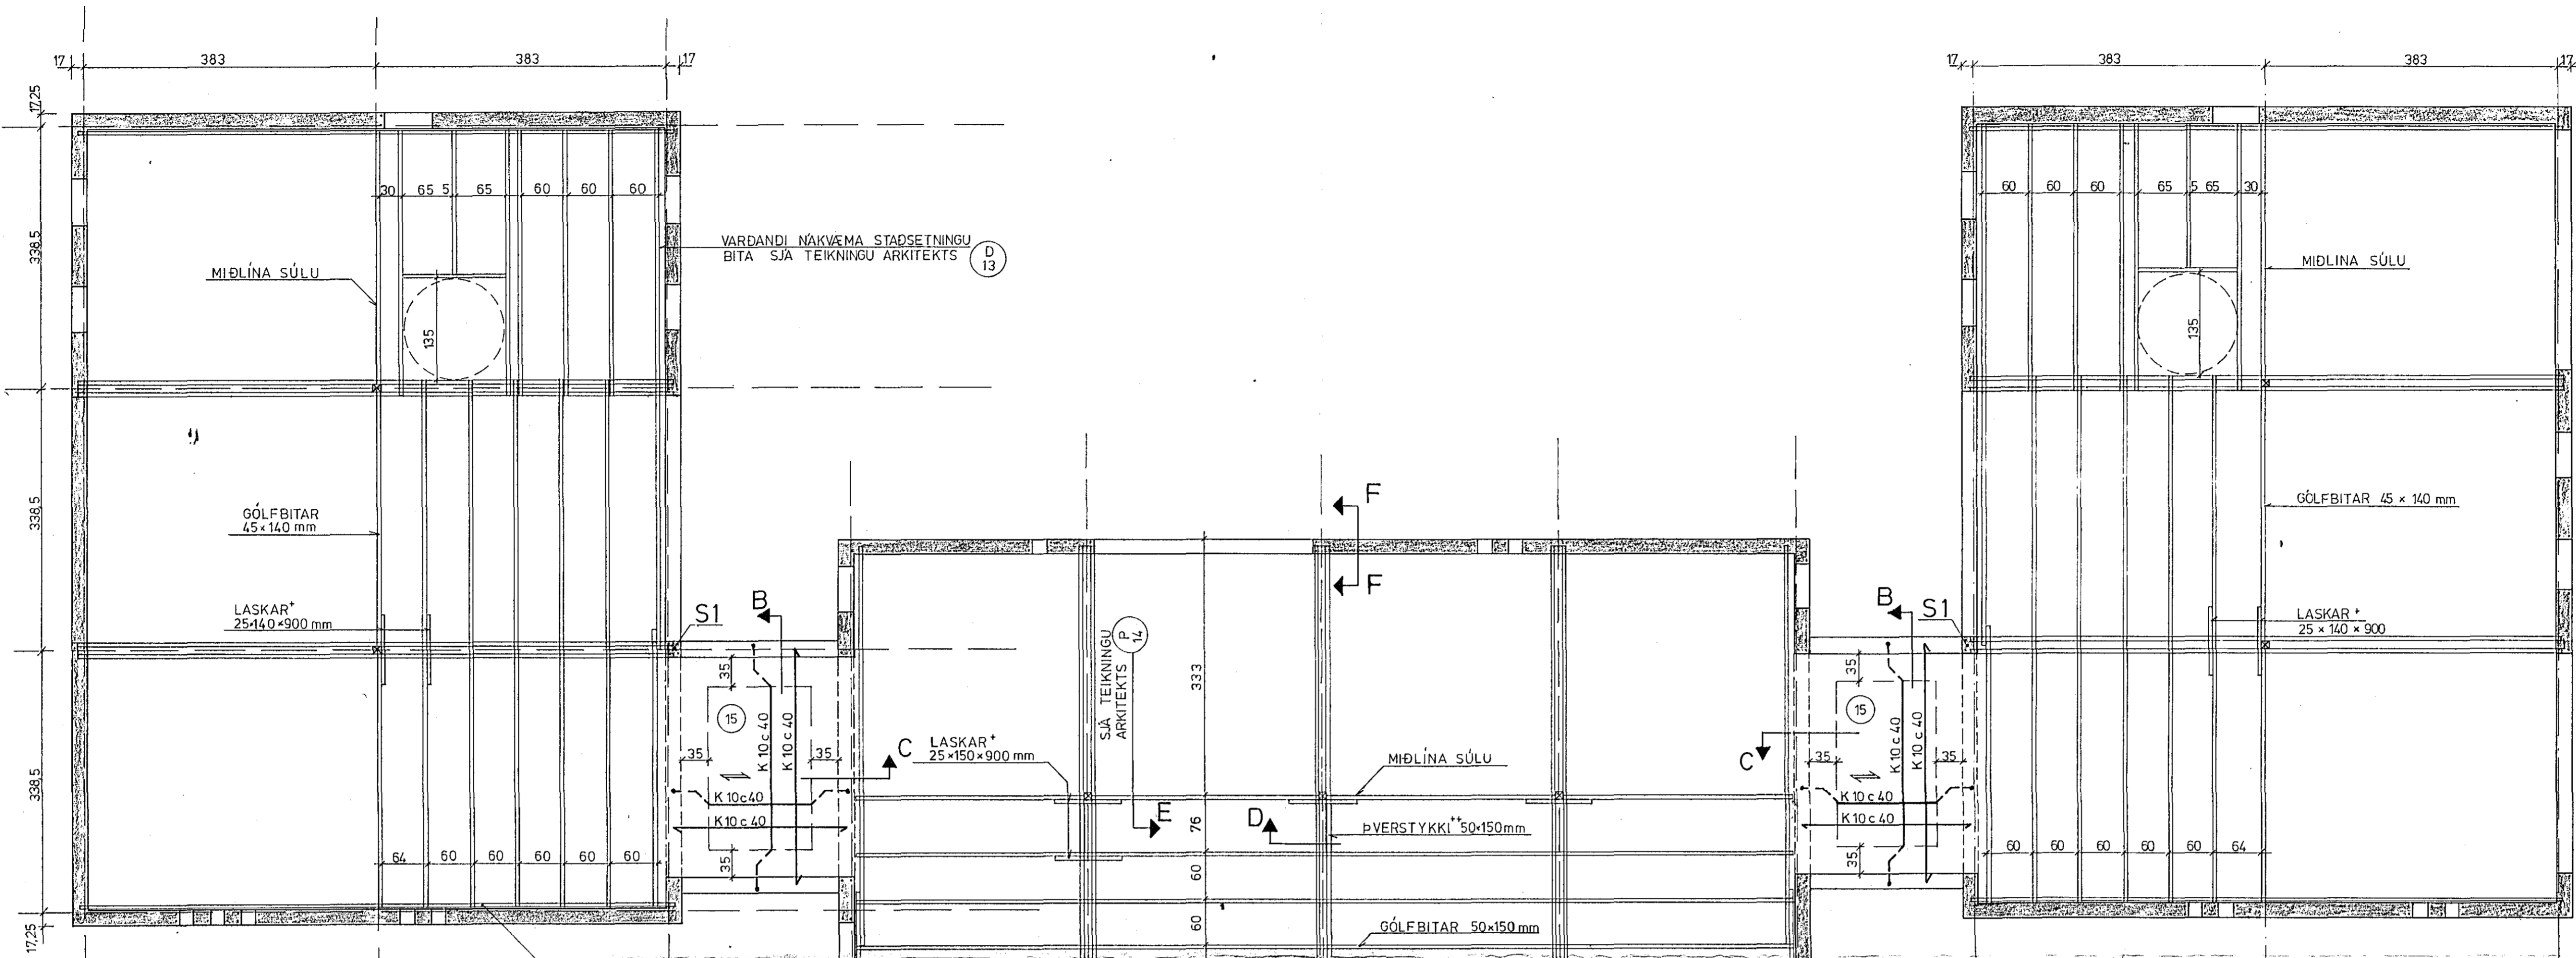 17
383
383
17
17
383
383
17
17,25
338,5
338,5
338,5
17,25
30
65
5
65
60
60
60
60
60
60
65
5
65
30
VARÐANDI NÁKVÆMA STAÐSETNINGU
BITA SJÁ TEIKNINGU ARKITEKTS
D
13
MIÐLÍNA SÚLU
MIÐLINA SÚLU
135
135
GÓLFBITAR
45×140 mm
GÓLFBITAR 45 × 140 mm
F
F
LASKAR+
25×140×900 mm
S1
B
B
S1
LASKAR+
25 × 140 × 900
SJÁ TEIKNINGU
ARKITEKTS
P
14
333
35
15
K 10 c 40
K 10 c 40
35
35
K 10 c 40
K 10 c 40
35
C
LASKAR+
25×150×900 mm
MIÐLÍNA SÚLU
E
D
ÞVERSTYKKI++ 50×150 mm
76
60
60
GÓLFBITAR 50×150 mm
C
35
15
K 10 c 40
K 10 c 40
35
35
K 10 c 40
K 10 c 40
35
64
60
60
60
60
60
60
60
60
60
60
64